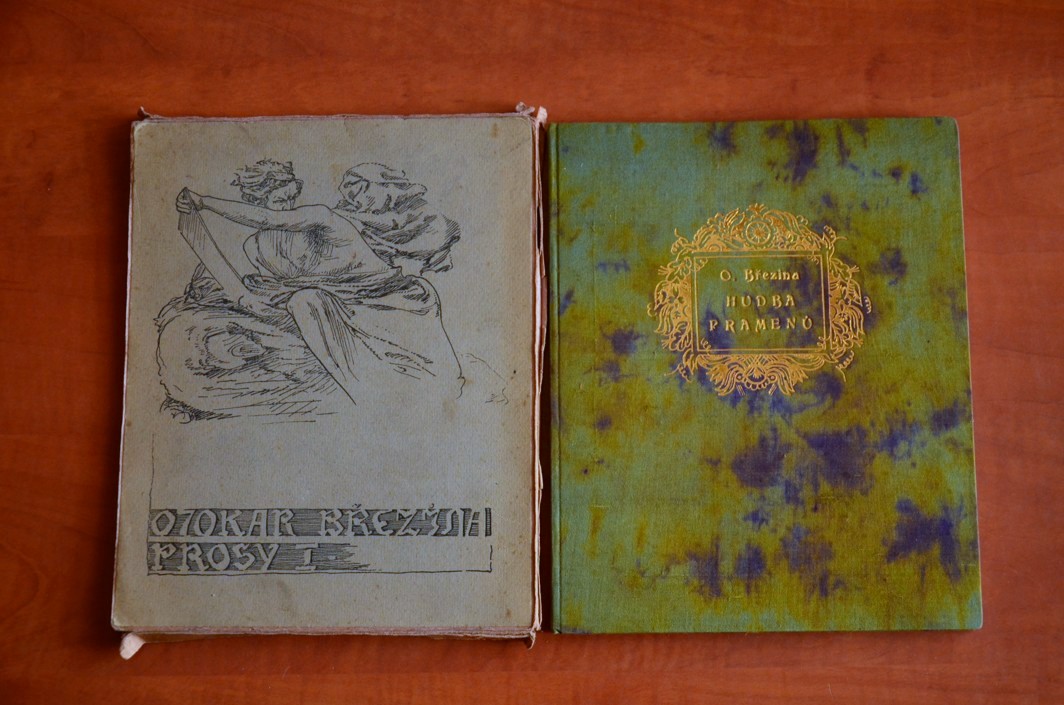 OTOKAR BŘEZINA
PROSY I.
O. Březina
HUDBA
PRAMENŮ